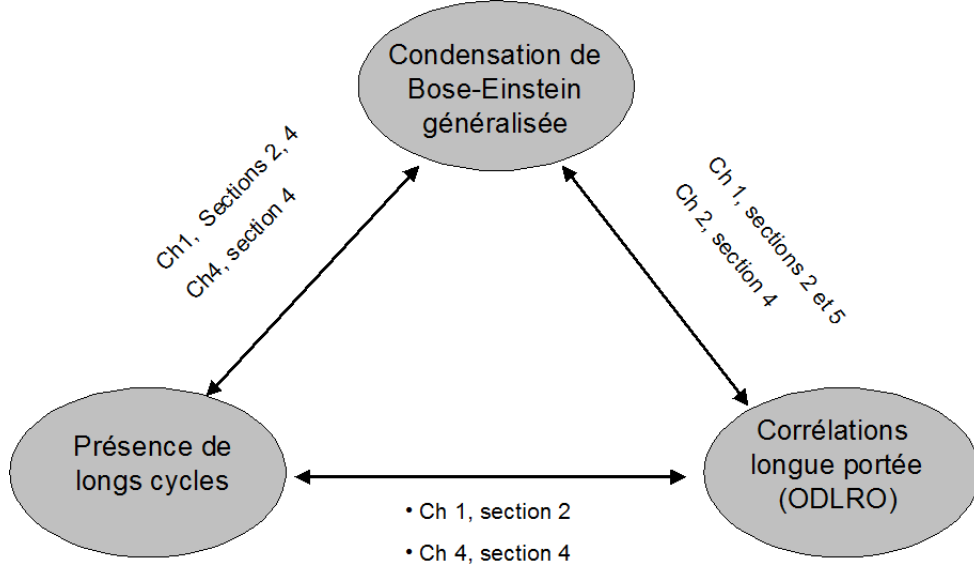 Condensation de
Bose-Einstein
généralisée
Ch1, Sections 2, 4
Ch4, section 4
Ch 1, sections 2 et 5
Ch 2, section 4
Présence de
longs cycles
Corrélations
longue portée
(ODLRO)
• Ch 1, section 2
• Ch 4, section 4